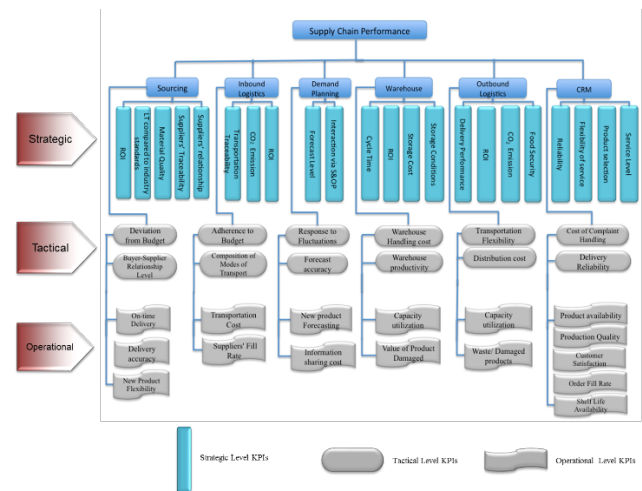 Supply Chain Performance
Sourcing
Inbound
Logistics
Demand
Planning
Warehouse
Outbound
Logistics
CRM
Strategic
ROI
LT compared to industry
standards
Material Quality
Suppliers' Traceability
Suppliers' relationship
Transportation
Traceability
CO₂ Emission
ROI
Forecast Level
Interaction via S&OP
Cycle Time
ROI
Storage Cost
Storage Conditions
Delivery Performance
ROI
CO₂ Emission
Food Security
Reliability
Flexibility of service
Product selection
Service Level
Tactical
Deviation
from Budget
Adherence to
Budget
Response to
Fluctuations
Warehouse
Handling cost
Transportation
Flexibility
Cost of Complaint
Handling
Buyer-Supplier
Relationship
Level
Composition of
Modes of
Transport
Forecast
accuracy
Warehouse
productivity
Distribution cost
Delivery
Reliability
Operational
On-time
Delivery
Transportation
Cost
New product
Forecasting
Capacity
utilization
Capacity
utilization
Product availability
Production Quality
Delivery
accuracy
Suppliers' Fill
Rate
Information
sharing cost
Value of Product
Damaged
Waste/ Damaged
products
Customer
Satisfaction
New Product
Flexibility
Order Fill Rate
Shelf Life
Availability
Strategic Level KPIs
Tactical Level KPIs
Operational Level KPIs